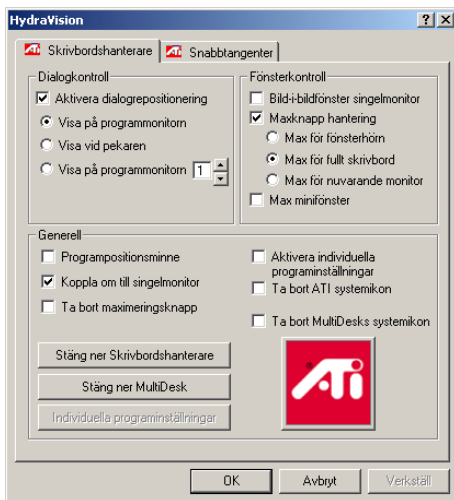 HydraVision
Skrivbordshanterare
Snabbtangenter
Dialogkontroll
Aktivera dialogrepositionering
Visa på programmonitorn
Visa vid pekaren
Visa på programmonitorn 1
Fönsterkontroll
Bild-i-bildfönster singelmonitor
Maxknapp hantering
Max för fönsterhörn
Max för fullt skrivbord
Max för nuvarande monitor
Max minifönster
Generell
Programpositionsminne
Koppla om till singelmonitor
Ta bort maximeringsknapp
Aktivera individuella
programinställningar
Ta bort ATI systemikon
Ta bort MultiDesks systemikon
Stäng ner Skrivbordshanterare
Stäng ner MultiDesk
Individuella programinställningar
ATI
OK
Avbryt
Verkställ